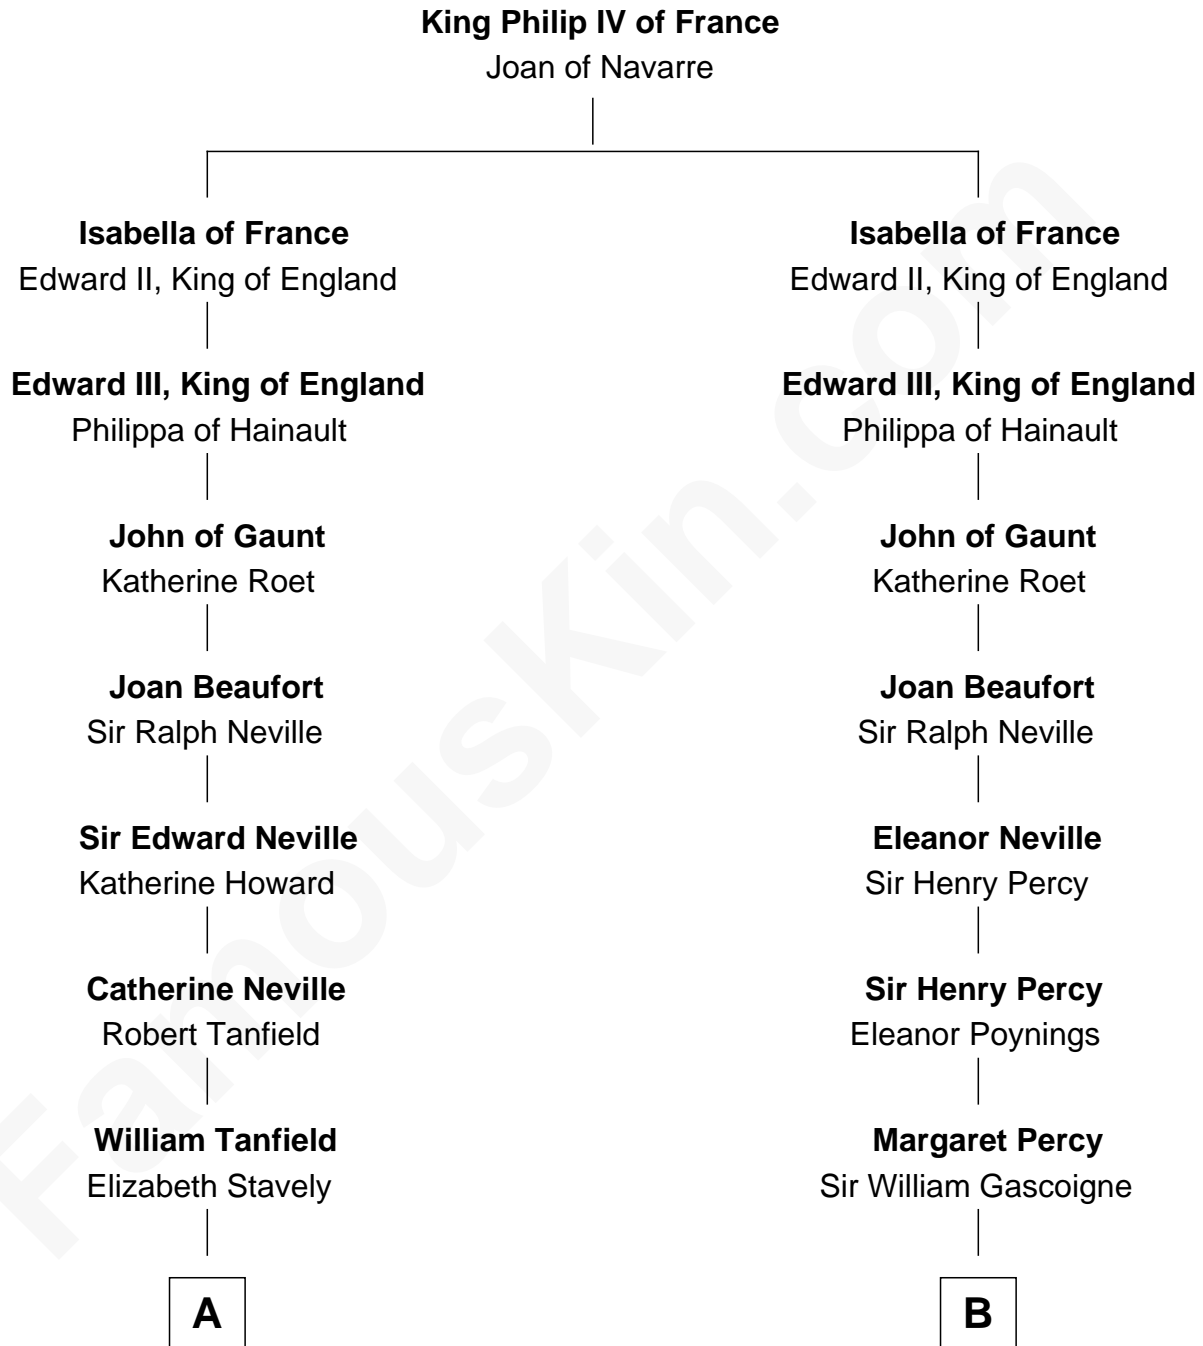 King Philip IV of France
Joan of Navarre
Isabella of France
Edward II, King of England
Edward III, King of England
Philippa of Hainault
John of Gaunt
Katherine Roet
Joan Beaufort
Sir Ralph Neville
Sir Edward Neville
Katherine Howard
Catherine Neville
Robert Tanfield
William Tanfield
Elizabeth Stavely
A
Isabella of France
Edward II, King of England
Edward III, King of England
Philippa of Hainault
John of Gaunt
Katherine Roet
Joan Beaufort
Sir Ralph Neville
Eleanor Neville
Sir Henry Percy
Sir Henry Percy
Eleanor Poynings
Margaret Percy
Sir William Gascoigne
B
FamousKin.com